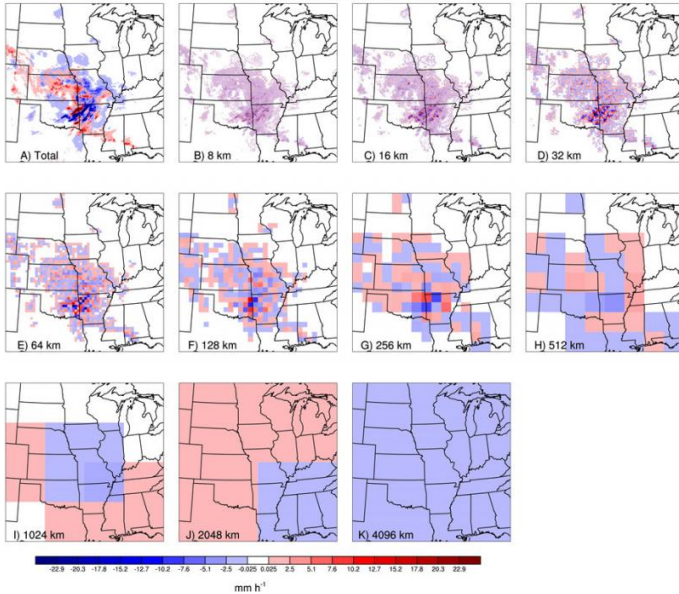 A) Total
B) 8 km
C) 16 km
D) 32 km
E) 64 km
F) 128 km
G) 256 km
H) 512 km
I) 1024 km
J) 2048 km
K) 4096 km
-22.9 -20.3 -17.8 -15.2 -12.7 -10.2 -7.6 -5.1 -2.5 -0.025 0.025 2.5 5.1 7.6 10.2 12.7 15.2 17.8 20.3 22.9
mm h⁻¹